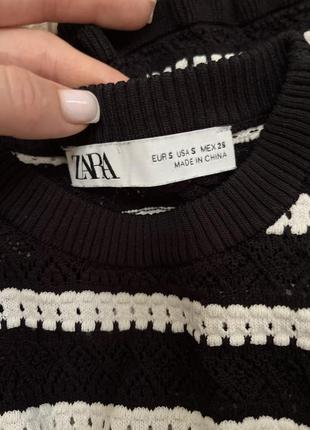 ZARA
EUR S USA S MEX 26
MADE IN CHINA